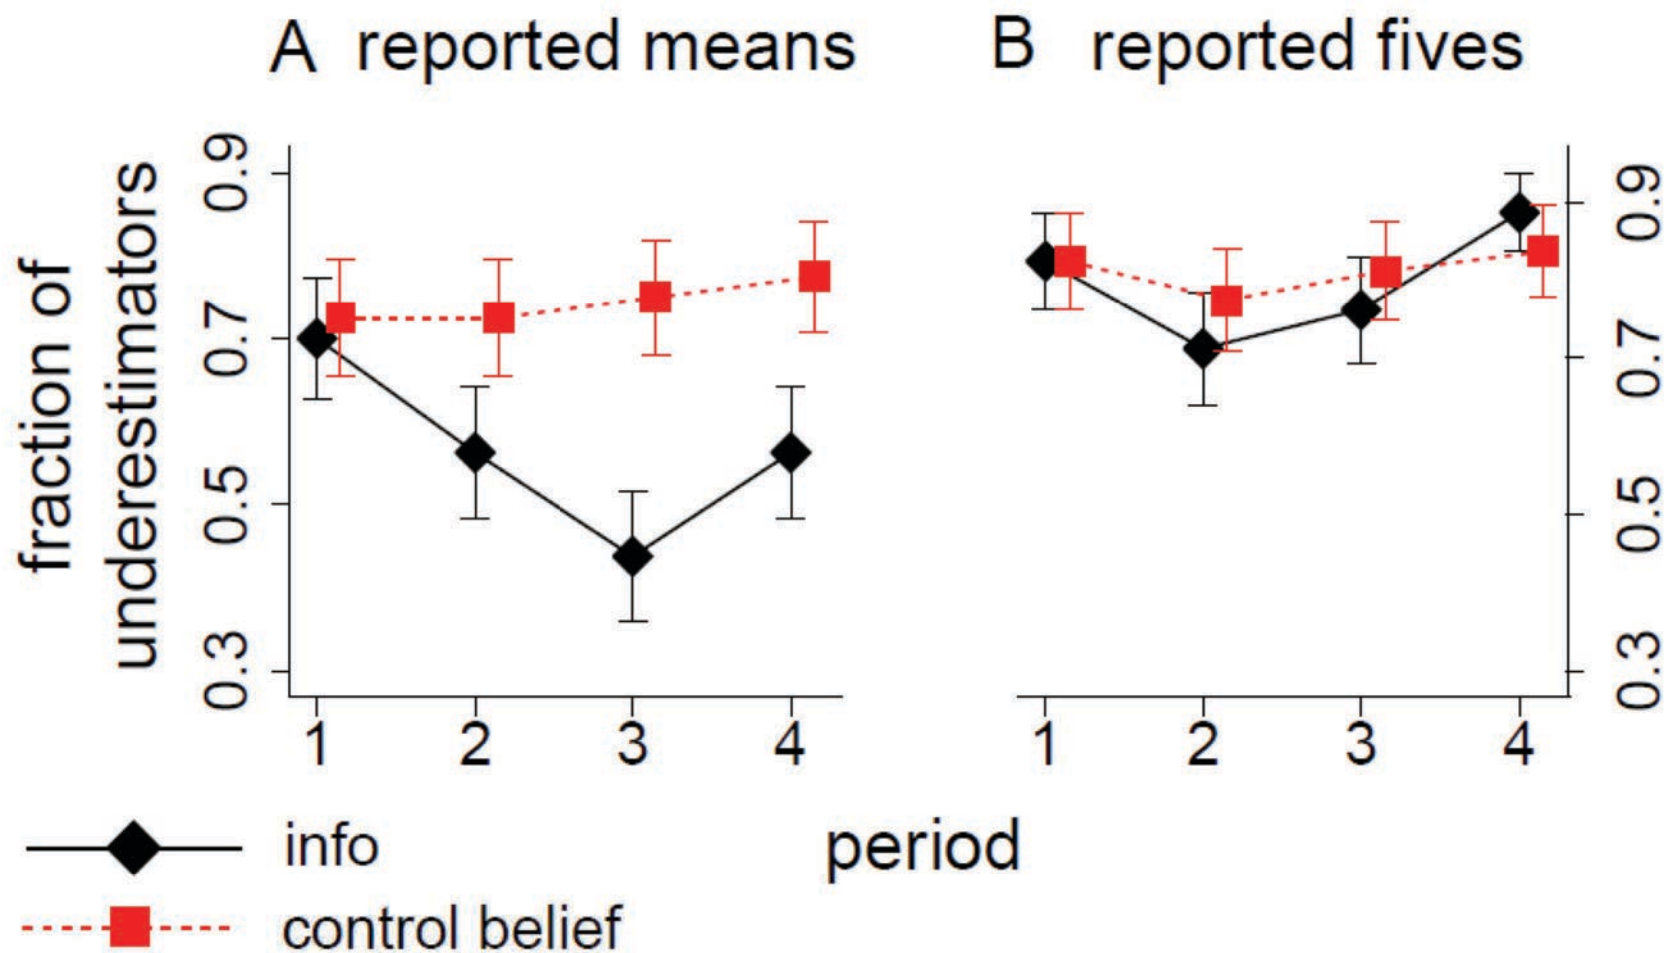 A reported means
B reported fives
fraction of
underestimators
0.9
0.7
0.5
0.3
1 2 3 4
0.9
0.7
0.5
0.3
1 2 3 4
period
info
control belief